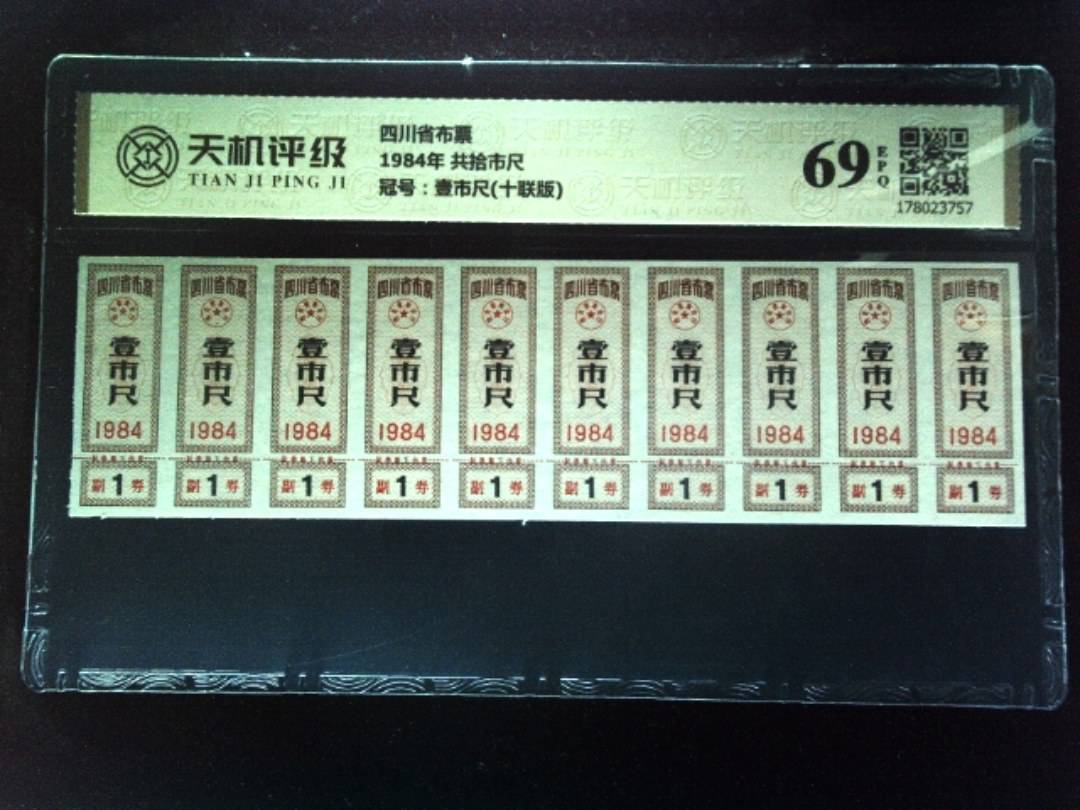 天机评级
TIAN JI PING JI
四川省布票
1984年 共拾市尺
冠号：壹市尺(十联版)
69
EPQ
178023757
四川省布票 四川省布票 四川省布票 四川省布票 四川省布票 四川省布票 四川省布票 四川省布票 四川省布票 四川省布票
壹市尺 壹市尺 壹市尺 壹市尺 壹市尺 壹市尺 壹市尺 壹市尺 壹市尺 壹市尺
1984 1984 1984 1984 1984 1984 1984 1984 1984 1984
副1券 副1券 副1券 副1券 副1券 副1券 副1券 副1券 副1券 副1券